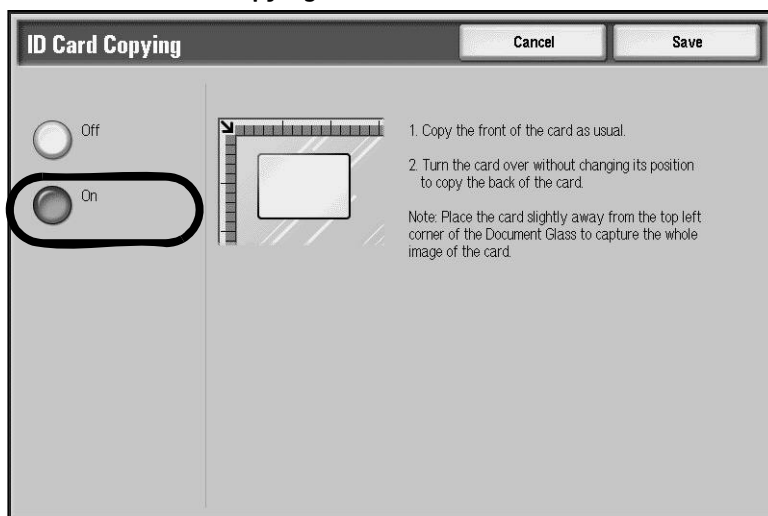 ID Card Copying
Cancel
Save
Off
On
1. Copy the front of the card as usual.
2. Turn the card over without changing its position
to copy the back of the card.
Note: Place the card slightly away from the top left
corner of the Document Glass to capture the whole
image of the card.